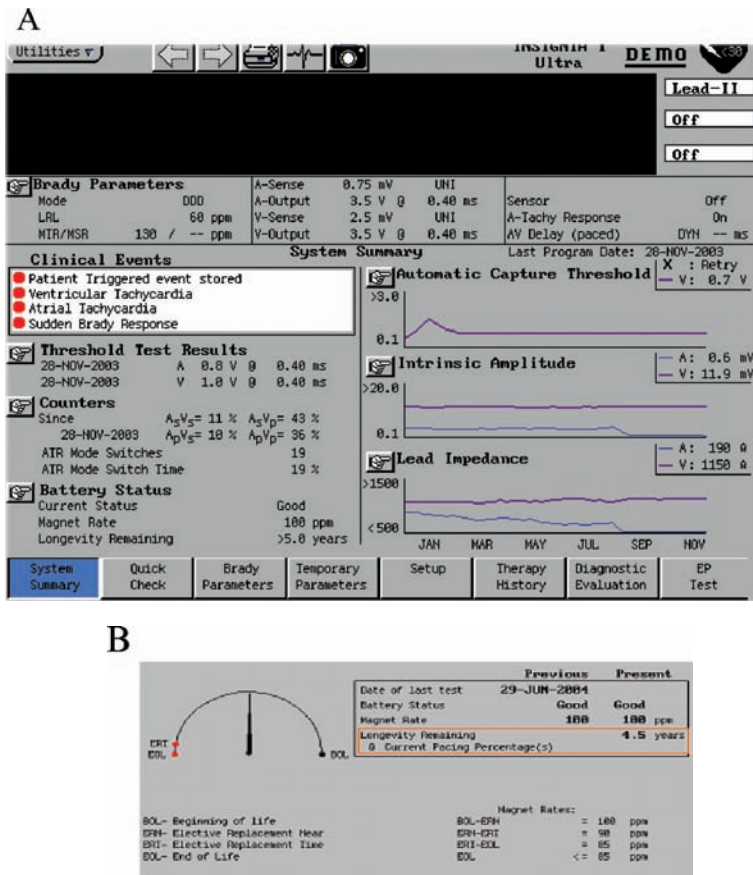 A
Utilities
INSIGNIA I
Ultra
DEMO
<30
Lead-II
Off
Off
Brady Parameters
Mode DDD
LRL 60 ppm
MTR/MSR 130 / -- ppm
A-Sense 0.75 mV UNI
A-Output 3.5 V @ 0.40 ms
V-Sense 2.5 mV UNI
V-Output 3.5 V @ 0.40 ms
Sensor Off
A-Tachy Response On
AV Delay (paced) DYN -- ms
System Summary
Last Program Date: 28-NOV-2003
Clinical Events
Patient Triggered event stored
Ventricular Tachycardia
Atrial Tachycardia
Sudden Brady Response
Threshold Test Results
28-NOV-2003 A 0.8 V @ 0.40 ms
28-NOV-2003 V 1.0 V @ 0.40 ms
Counters
Since AsVs= 11 % AsVp= 43 %
28-NOV-2003 ApVs= 10 % ApVp= 36 %
ATR Mode Switches 19
ATR Mode Switch Time 19 %
Battery Status
Current Status Good
Magnet Rate 100 ppm
Longevity Remaining >5.0 years
Automatic Capture Threshold
X : Retry
V: 0.7 V
>3.0
0.1
Intrinsic Amplitude
A: 0.6 mV
V: 11.9 mV
>20.0
0.1
Lead Impedance
A: 190 Ω
V: 1150 Ω
>1500
<500
JAN MAR MAY JUL SEP NOV
System Summary
Quick Check
Brady Parameters
Temporary Parameters
Setup
Therapy History
Diagnostic Evaluation
EP Test
B
ERT
EOL
BOL
Previous Present
Date of last test 29-JUN-2004
Battery Status Good Good
Magnet Rate 100 100 ppm
Longevity Remaining 4.5 years
@ Current Pacing Percentage(s)
BOL- Beginning of life
ERN- Elective Replacement Near
ERT- Elective Replacement Time
EOL- End of Life
Magnet Rates:
BOL-ERN = 100 ppm
ERN-ERT = 90 ppm
ERT-EOL = 85 ppm
EOL <= 85 ppm